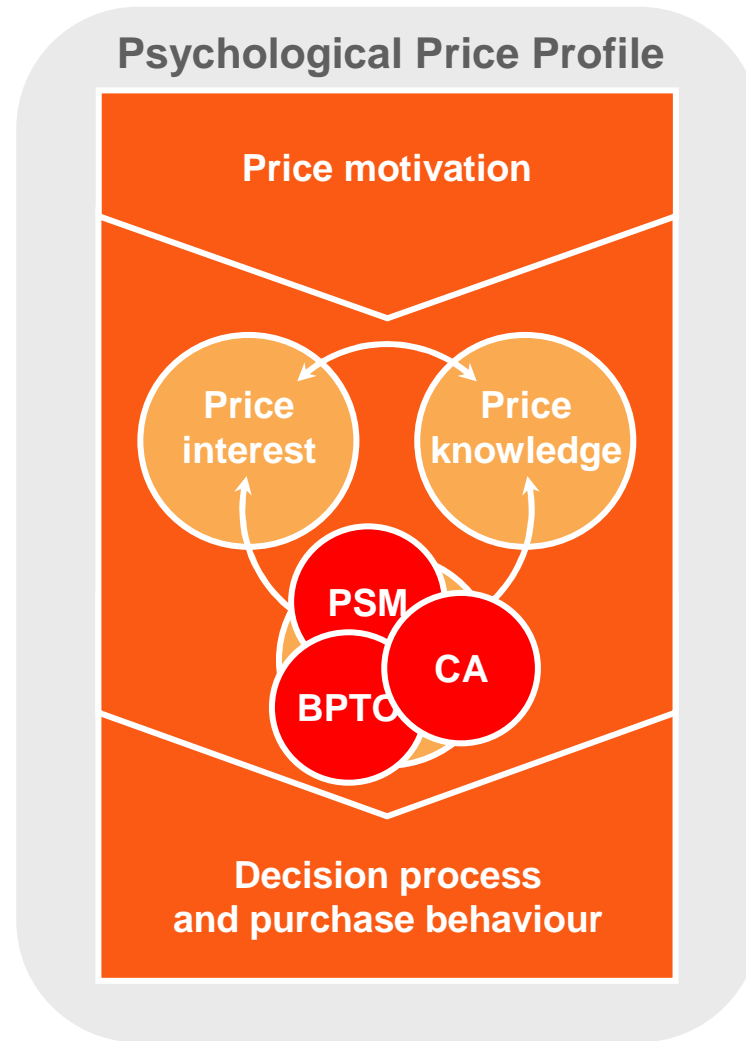 Psychological Price Profile
Price motivation
Price
interest
Price
knowledge
PSM
CA
BPTO
Decision process
and purchase behaviour